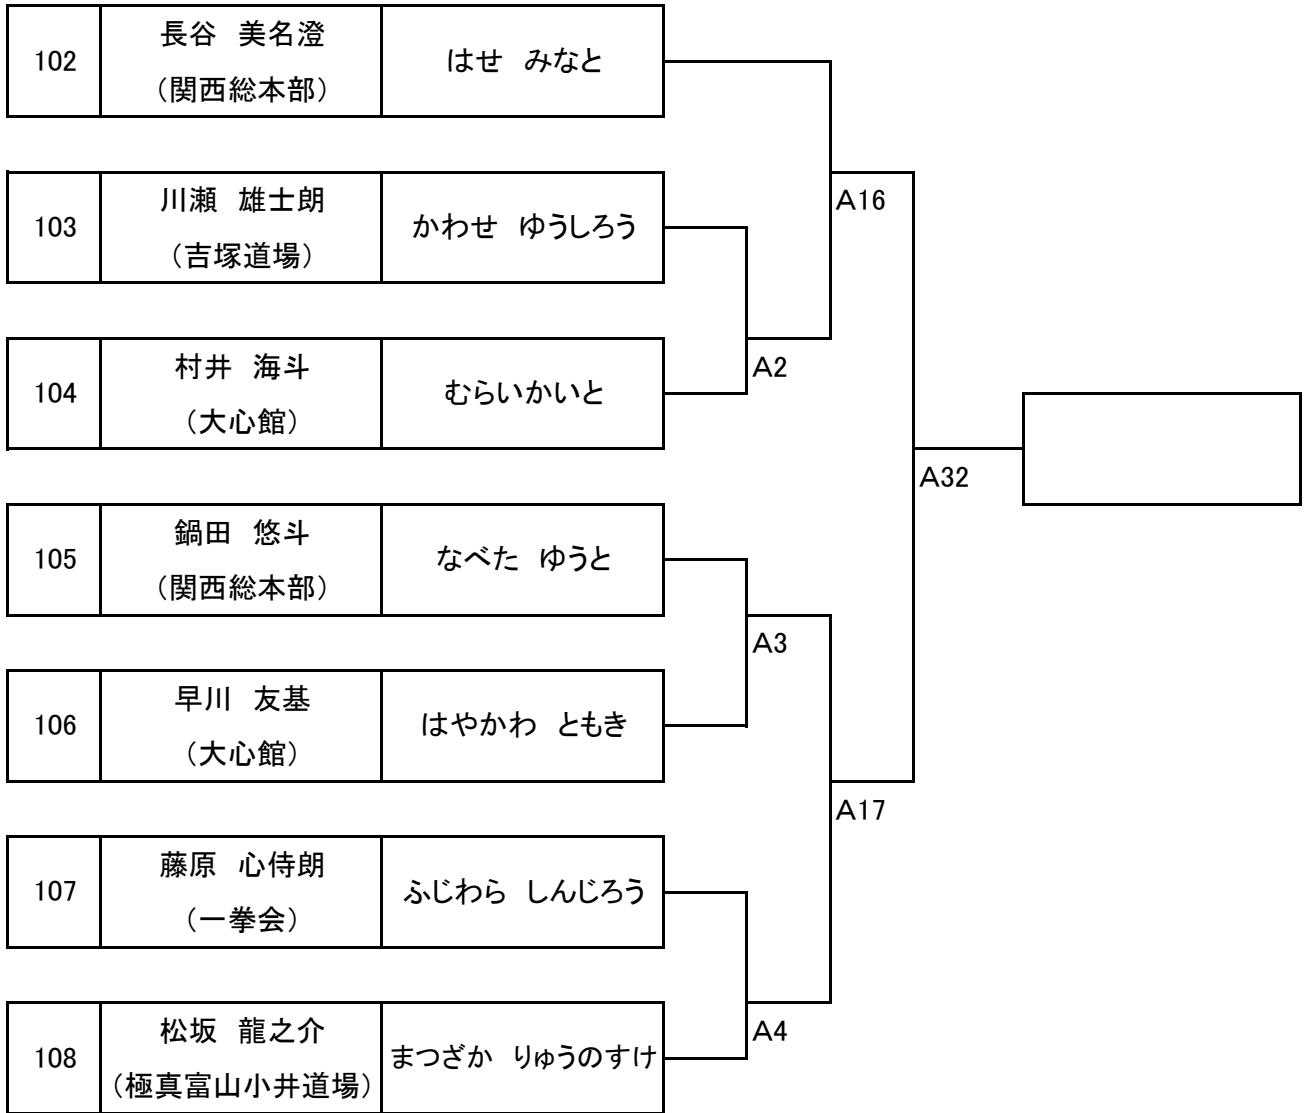 102
長谷　美名澄
（関西総本部）
はせ　みなと
103
川瀬　雄士朗
（吉塚道場）
かわせ　ゆうしろう
104
村井　海斗
（大心館）
むらいかいと
105
鍋田　悠斗
（関西総本部）
なべた　ゆうと
106
早川　友基
（大心館）
はやかわ　ともき
107
藤原　心侍朗
（一拳会）
ふじわら　しんじろう
108
松坂　龍之介
（極真富山小井道場）
まつざか　りゅうのすけ
A16
A2
A32
A3
A17
A4